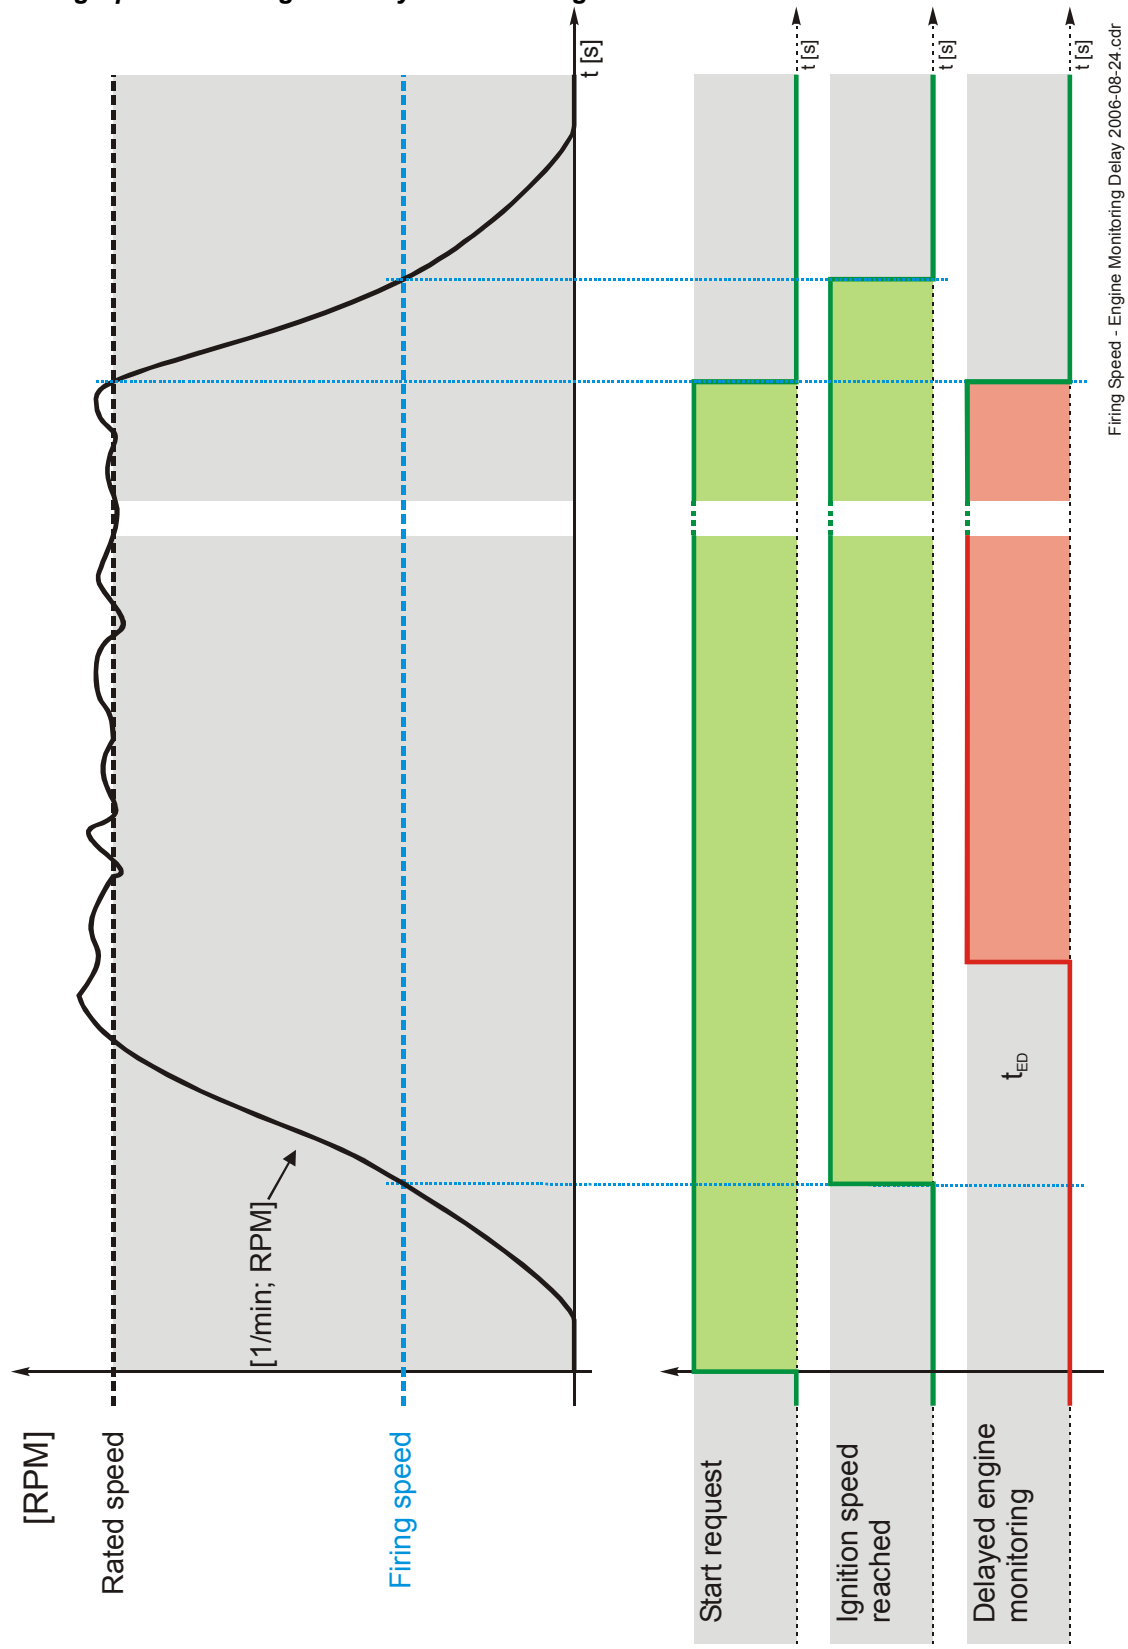 [RPM]
Rated speed
[1/min; RPM]
Firing speed
t [s]
Start request
t [s]
Ignition speed
reached
t [s]
Delayed engine
monitoring
tED
t [s]
Firing Speed - Engine Monitoring Delay 2006-08-24.cdr